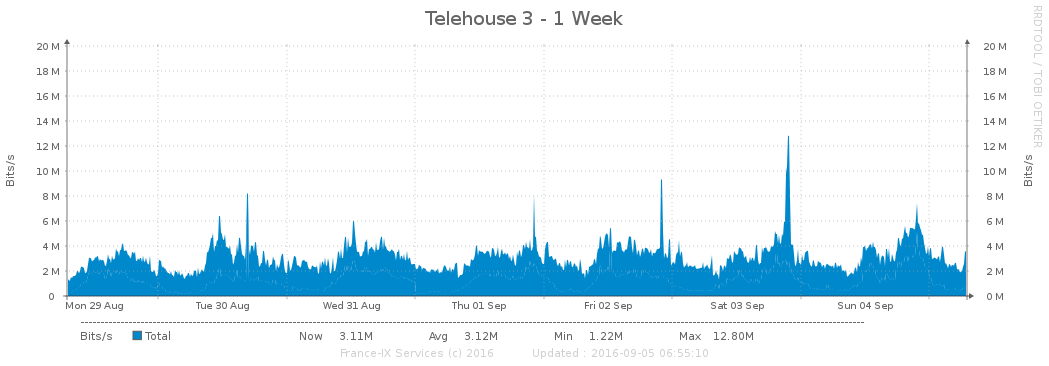 Telehouse 3 - 1 Week
RRDTOOL / TOBI OETIKER
Bits/s
Bits/s
20 M 20 M
18 M 18 M
16 M 16 M
14 M 14 M
12 M 12 M
10 M 10 M
8 M 8 M
6 M 6 M
4 M 4 M
2 M 2 M
0 0 M
Mon 29 Aug Tue 30 Aug Wed 31 Aug Thu 01 Sep Fri 02 Sep Sat 03 Sep Sun 04 Sep
Bits/s Total Now 3.11M Avg 3.12M Min 1.22M Max 12.80M
France-IX Services (c) 2016 Updated : 2016-09-05 06:55:10